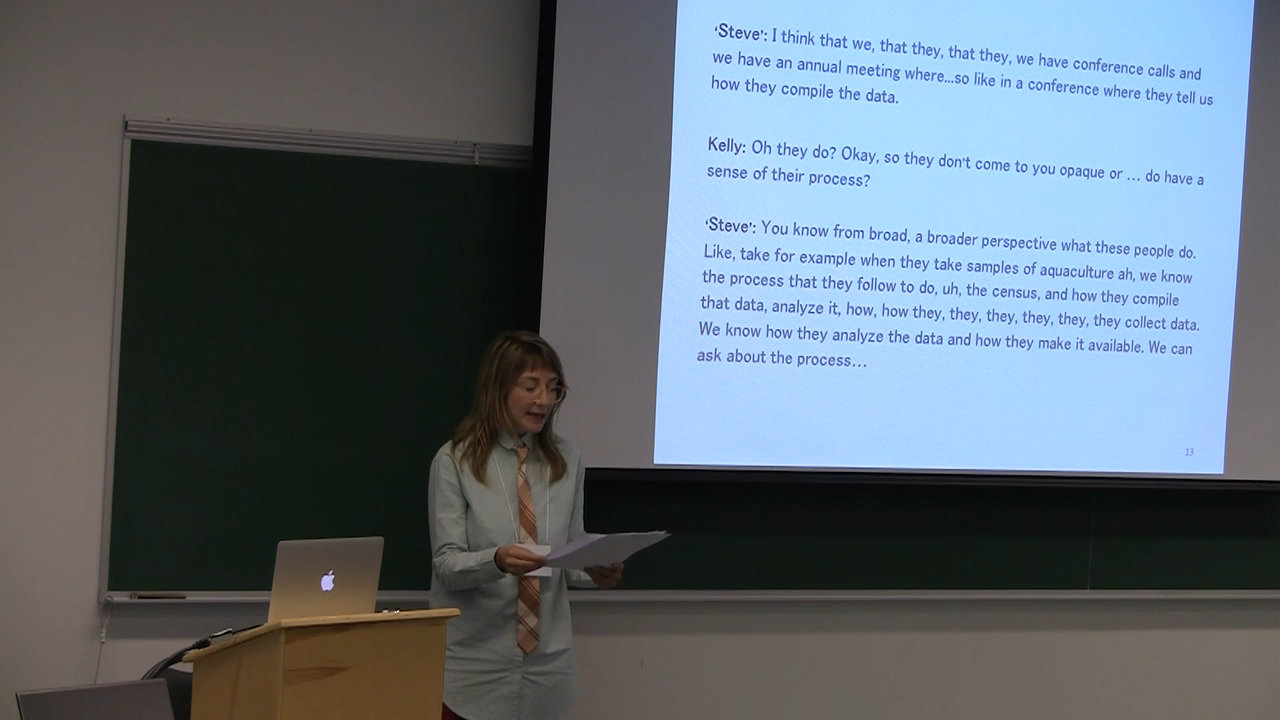 ‘Steve’: I think that we, that they, that they, we have conference calls and
we have an annual meeting where...so like in a conference where they tell us
how they compile the data.
Kelly: Oh they do? Okay, so they don't come to you opaque or … do have a
sense of their process?
‘Steve’: You know from broad, a broader perspective what these people do.
Like, take for example when they take samples of aquaculture ah, we know
the process that they follow to do, uh, the census, and how they compile
that data, analyze it, how, how they, they, they, they, they, they collect data.
We know how they analyze the data and how they make it available. We can
ask about the process…
13